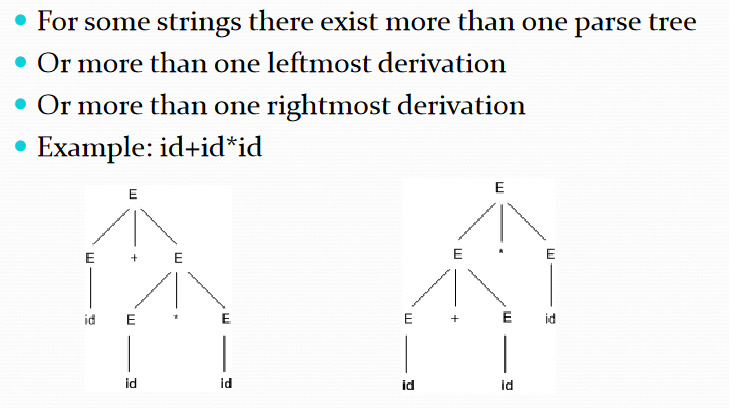 For some strings there exist more than one parse tree
Or more than one leftmost derivation
Or more than one rightmost derivation
Example: id+id*id
E
E + E
id E * E
id id
E
E * E
E + E id
id id